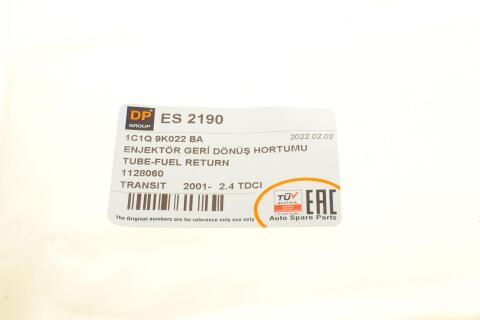 DP
GROUP
ES 2190
1C1Q 9K022 BA
2022.02.02
ENJEKTÖR GERİ DÖNÜŞ HORTUMU
TUBE-FUEL RETURN
1128060
TRANSIT 2001- 2.4 TDCI
The Original numbers are for reference only use only
TÜV
EAC
Auto Spare Parts